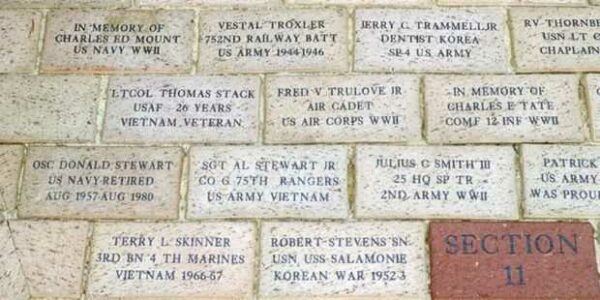 IN MEMORY OF
CHARLES ED MOUNT
US NAVY WWII
VESTAL TROXLER
752ND RAILWAY BATT
US ARMY 1944-1946
JERRY C. TRAMMELL JR.
DENTIST KOREA
SP4 U.S. ARMY
RV THORNBE
USN LT C
CHAPLAIN
LTCOL THOMAS STACK
USAF - 26 YEARS
VIETNAM VETERAN
FRED V TRULOVE JR
AIR CADET
US AIR CORPS WWII
IN MEMORY OF
CHARLES E TATE
COMF 12 INF WWII
OSC DONALD STEWART
US NAVY-RETIRED
AUG 1957-AUG 1980
SGT AL STEWART JR
CO G 75TH RANGERS
US ARMY VIETNAM
JULIUS C SMITH III
25 HQ SP TR
2ND ARMY WWII
PATRICK
US ARMY
WAS PROU
TERRY L SKINNER
3RD BN 4 TH MARINES
VIETNAM 1966-67
ROBERT STEVENS SN
USN, USS SALAMONIE
KOREAN WAR 1952-3
SECTION
11